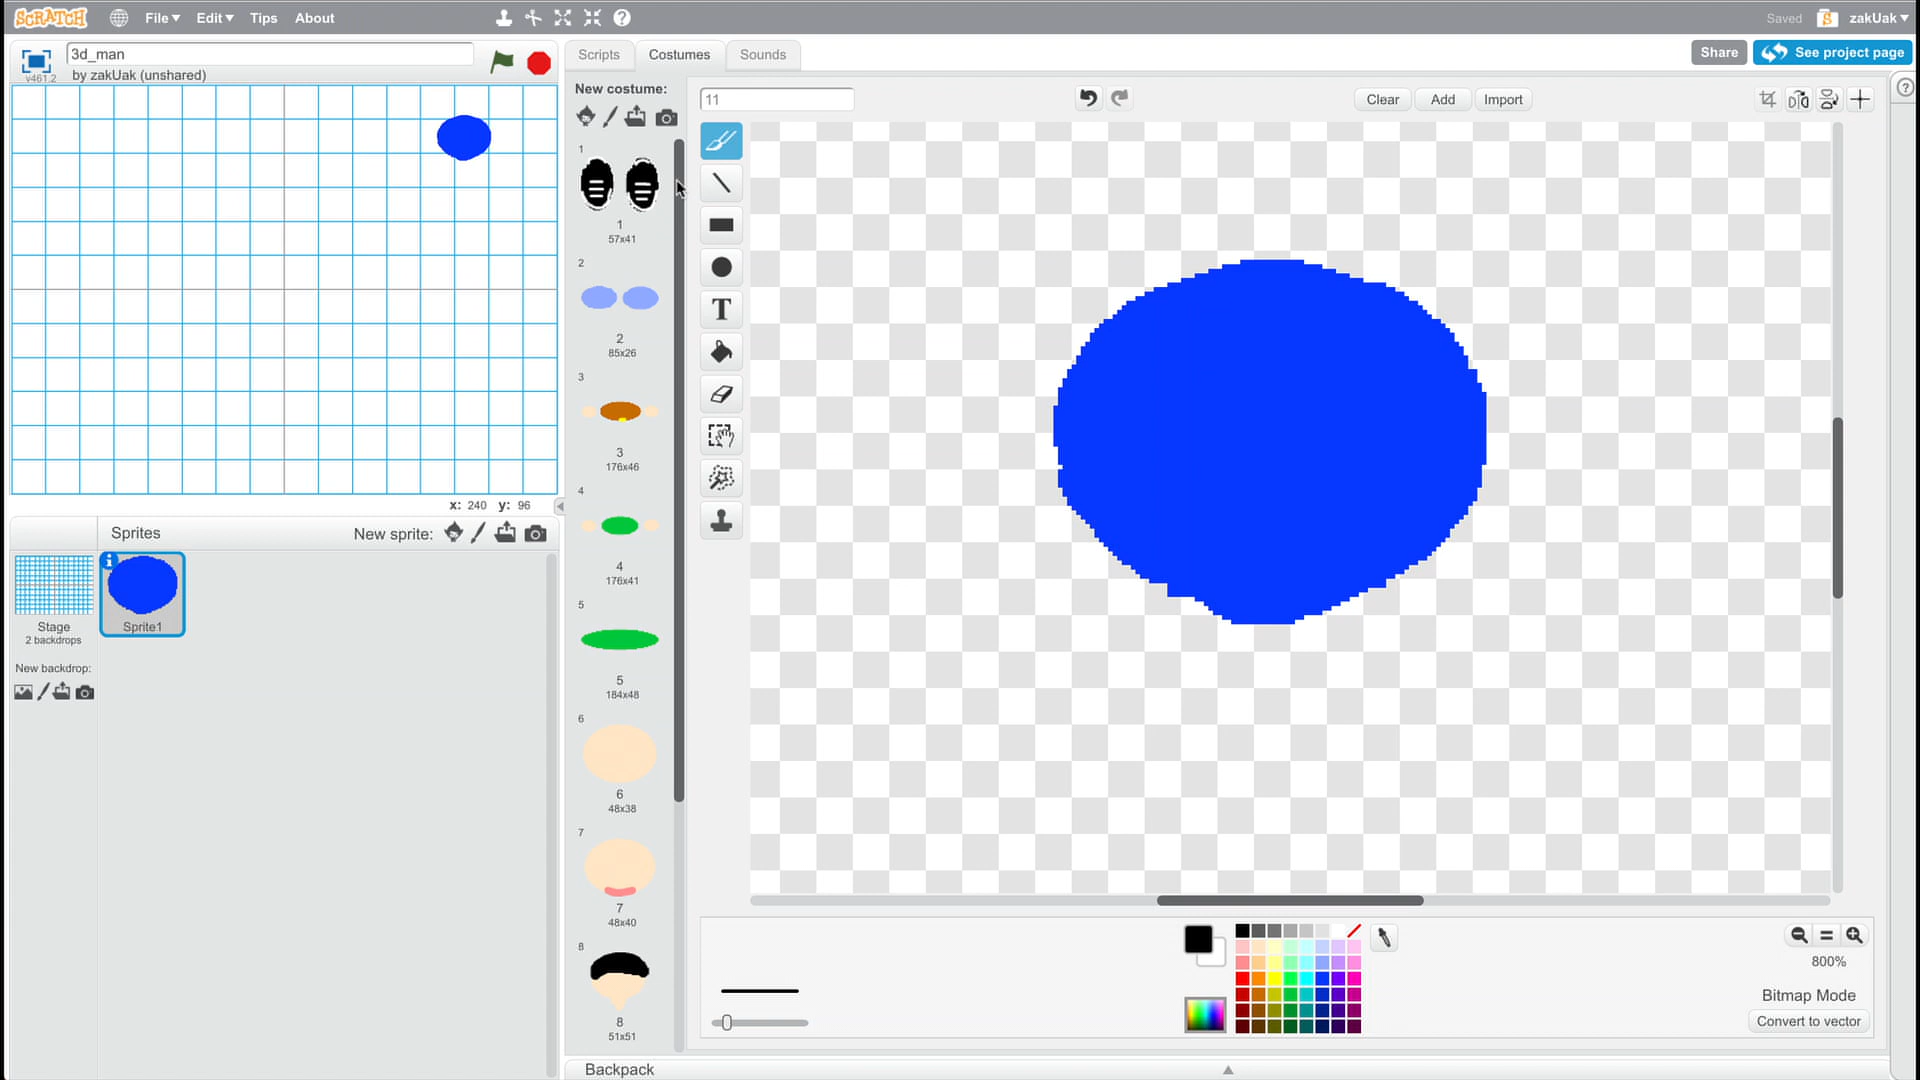 SCRATCH File▼ Edit▼ Tips About Saved S zakUak▼
3d_man
v461.2
by zakUak (unshared)
Scripts Costumes Sounds
Share See project page
New costume:
11
Clear Add Import
1
1
57x41
2
2
85x26
3
3
176x46
4
4
176x41
x: 240 y: 96
Sprites New sprite:
5
5
184x48
Stage
2 backdrops
Sprite1
New backdrop:
6
6
48x38
7
7
48x40
8
8
51x51
800%
Bitmap Mode
Convert to vector
Backpack